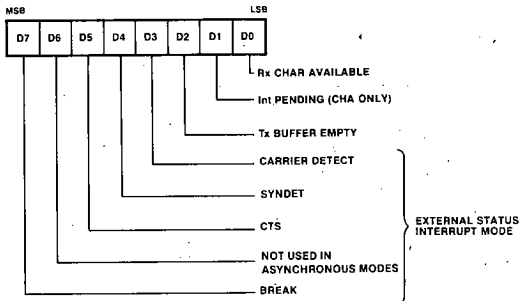 MSB LSB
D7 D6 D5 D4 D3 D2 D1 D0
Rx CHAR AVAILABLE
Int PENDING (CHA ONLY)
Tx BUFFER EMPTY
CARRIER DETECT
SYNDET
CTS
EXTERNAL STATUS
INTERRUPT MODE
NOT USED IN
ASYNCHRONOUS MODES
BREAK